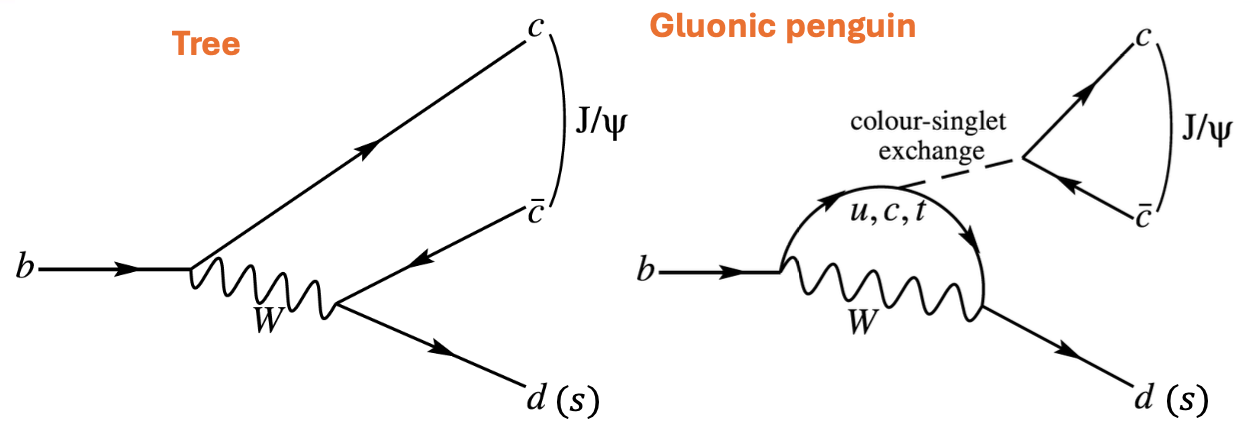 Tree
c
J/ψ
c̄
b
W
d (s)
Gluonic penguin
c
colour-singlet
exchange
J/ψ
u, c, t
c̄
b
W
d (s)